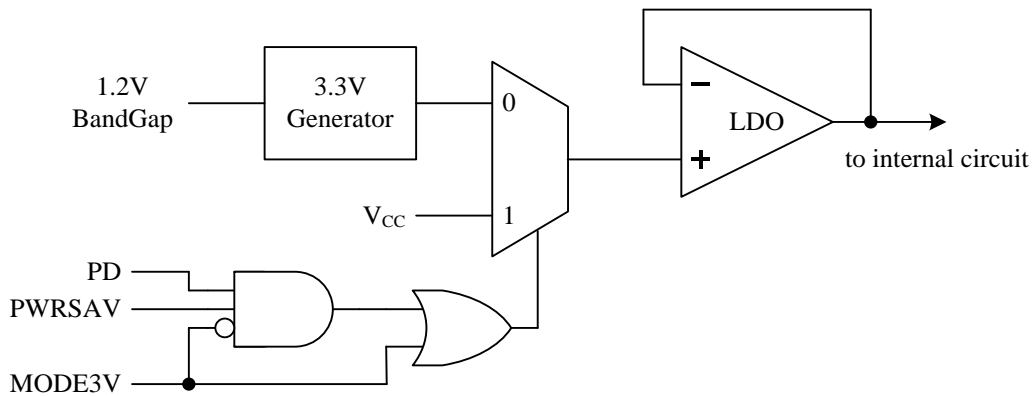 1.2V
BandGap
3.3V
Generator
0
LDO
to internal circuit
VCC
1
PD
PWRSAV
MODE3V